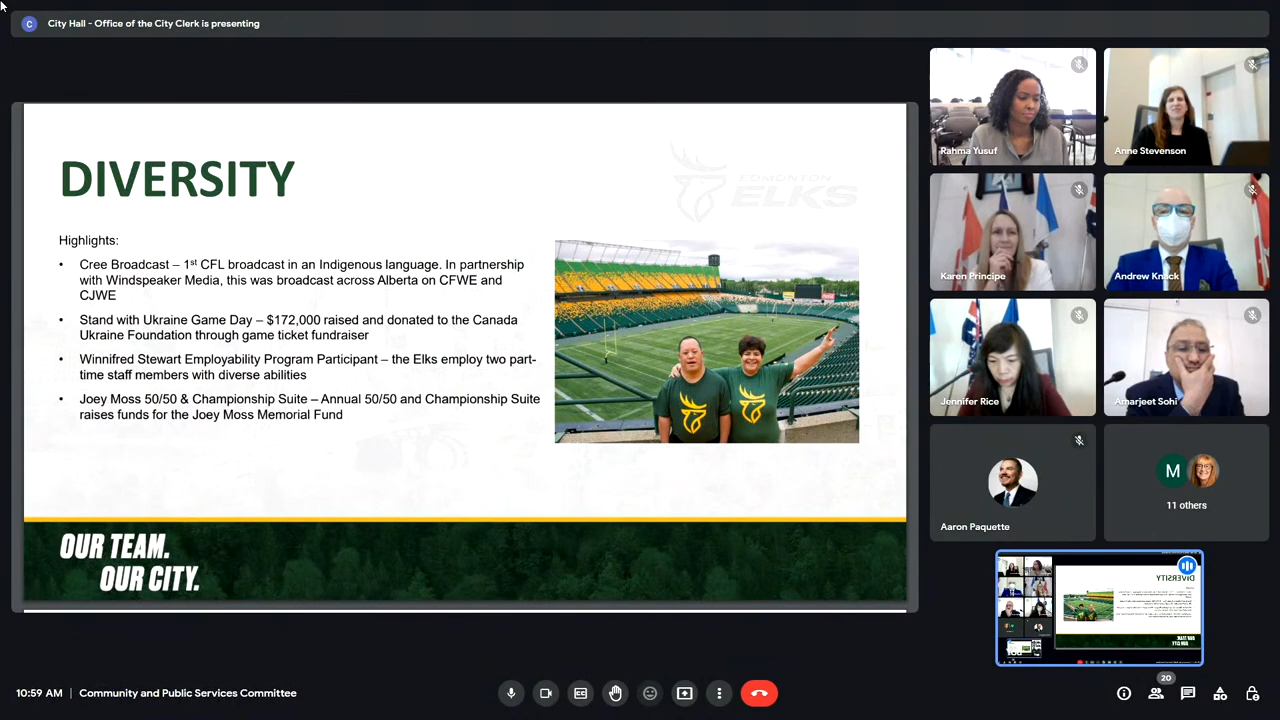 C
City Hall - Office of the City Clerk is presenting
DIVERSITY
EDMONTON
ELKS
Highlights:
• Cree Broadcast – 1st CFL broadcast in an Indigenous language. In partnership
with Windspeaker Media, this was broadcast across Alberta on CFWE and
CJWE
• Stand with Ukraine Game Day – $172,000 raised and donated to the Canada
Ukraine Foundation through game ticket fundraiser
• Winnifred Stewart Employability Program Participant – the Elks employ two part-
time staff members with diverse abilities
• Joey Moss 50/50 & Championship Suite – Annual 50/50 and Championship Suite
raises funds for the Joey Moss Memorial Fund
OUR TEAM.
OUR CITY.
Rahma Yusuf
Anne Stevenson
Karen Principe
Andrew Knack
Jennifer Rice
Amarjeet Sohi
Aaron Paquette
M
11 others
DIVERSITY
10:59 AM | Community and Public Services Committee
CC
20